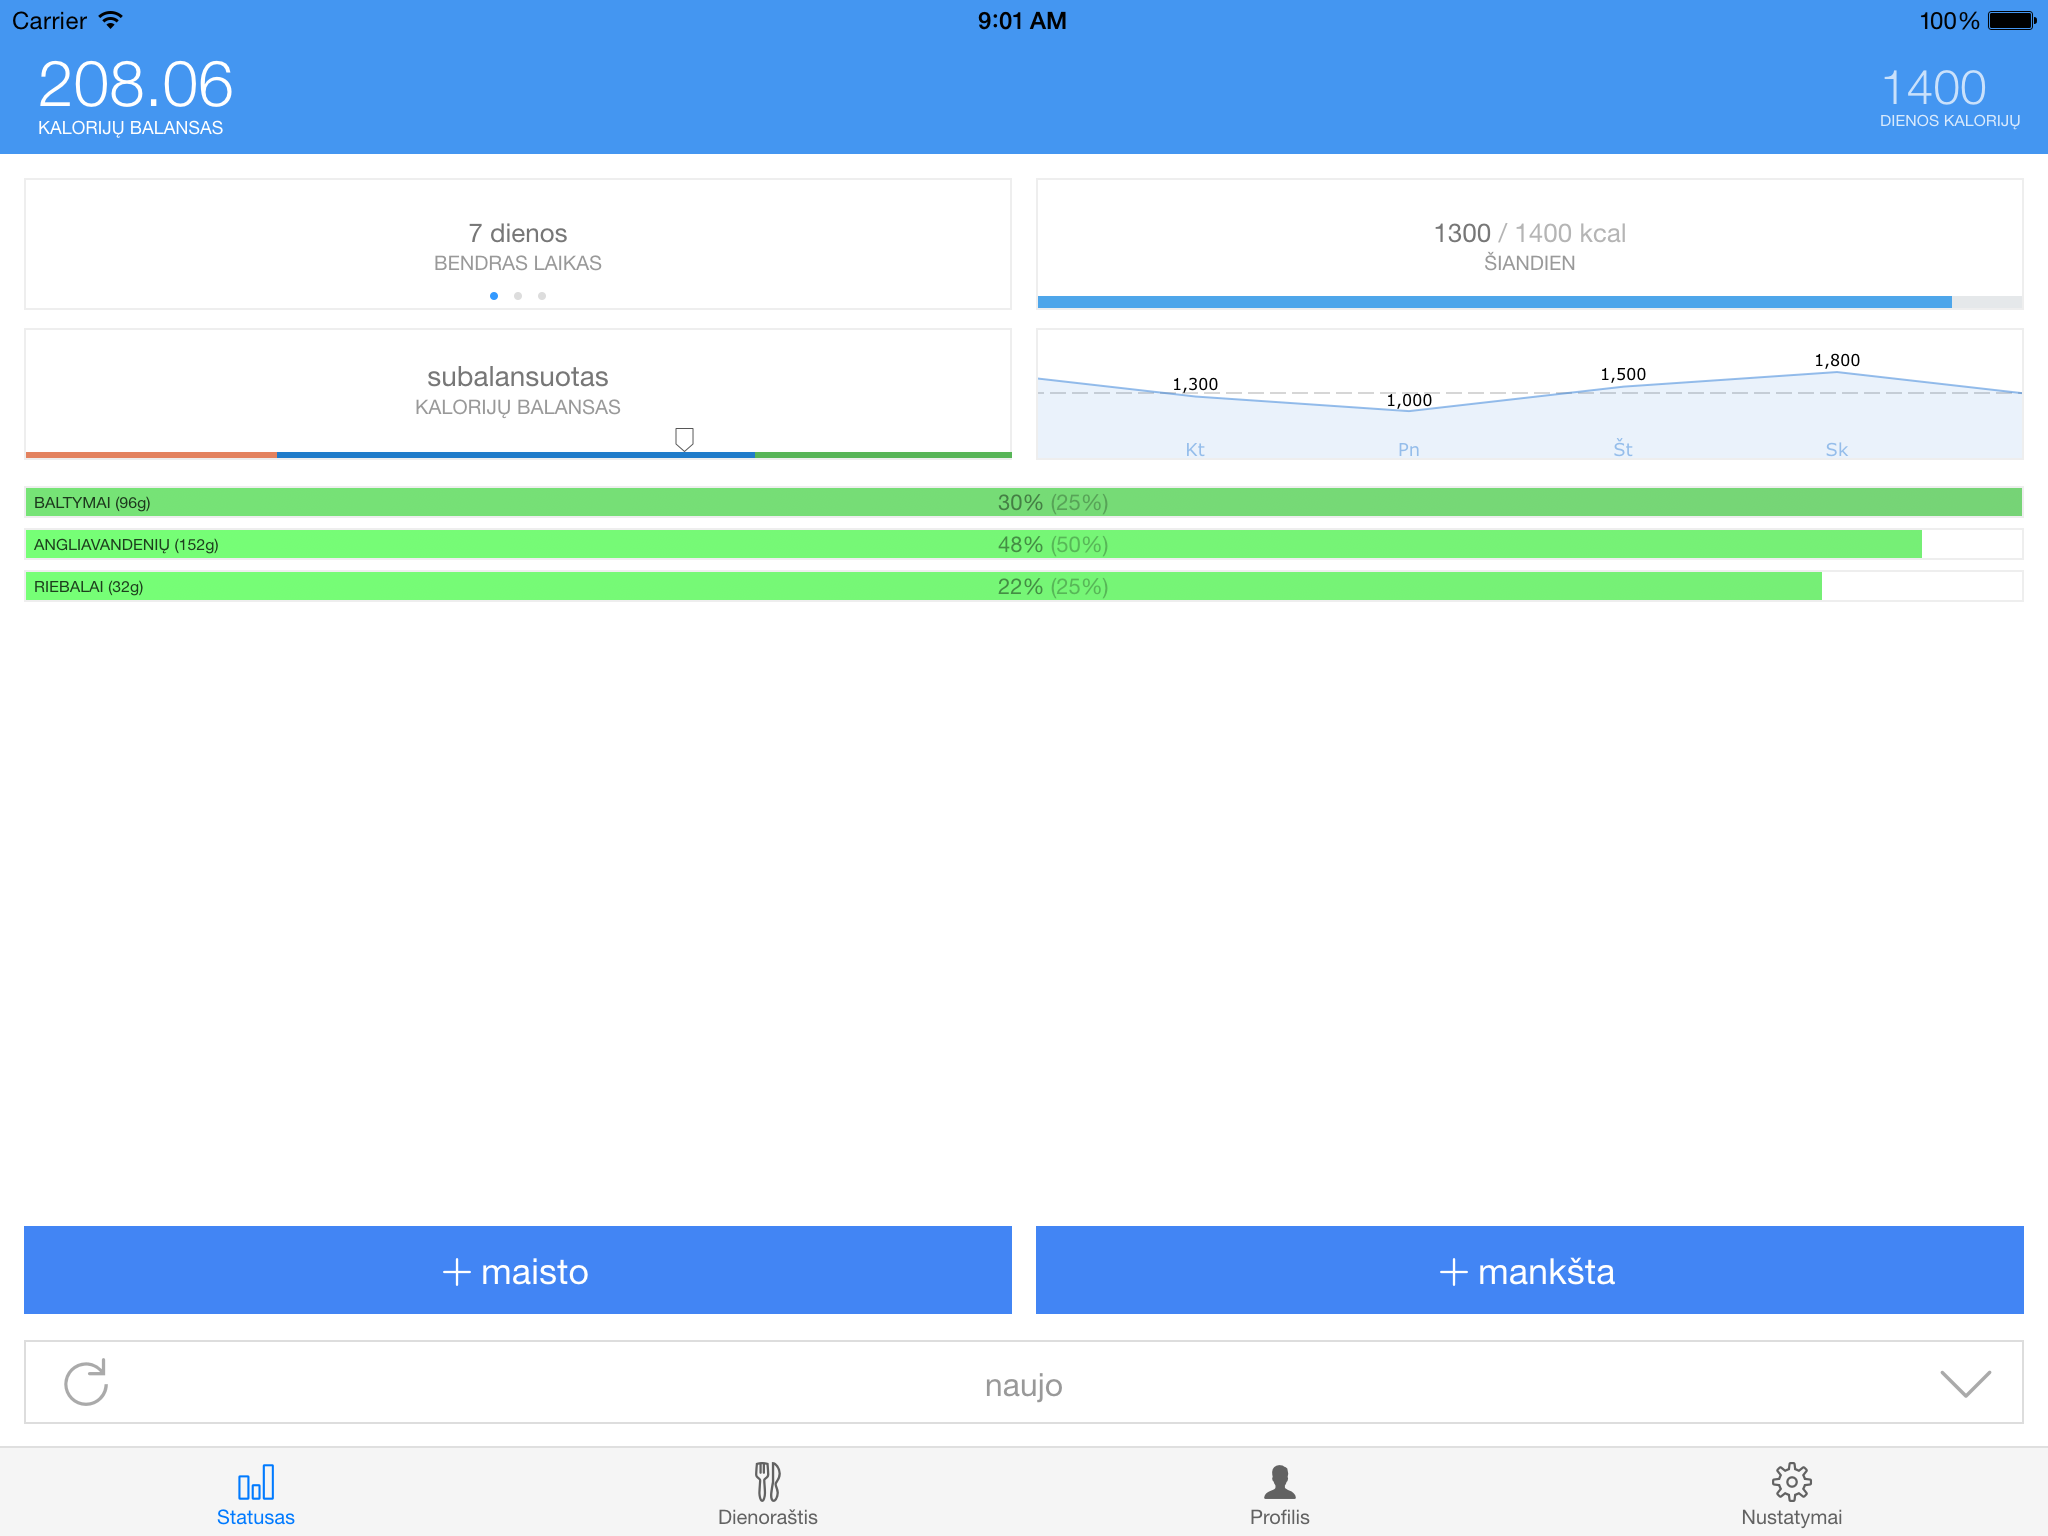 Carrier 9:01 AM 100%
208.06
KALORIJŲ BALANSAS
1400
DIENOS KALORIJŲ
7 dienos
BENDRAS LAIKAS
1300 / 1400 kcal
ŠIANDIEN
subalansuotas
KALORIJŲ BALANSAS
1,300 1,000 1,500 1,800
Kt Pn Št Sk
BALTYMAI (96g) 30% (25%)
ANGLIAVANDENIŲ (152g) 48% (50%)
RIEBALAI (32g) 22% (25%)
+ maisto
+ mankšta
naujo
Statusas Dienoraštis Profilis Nustatymai